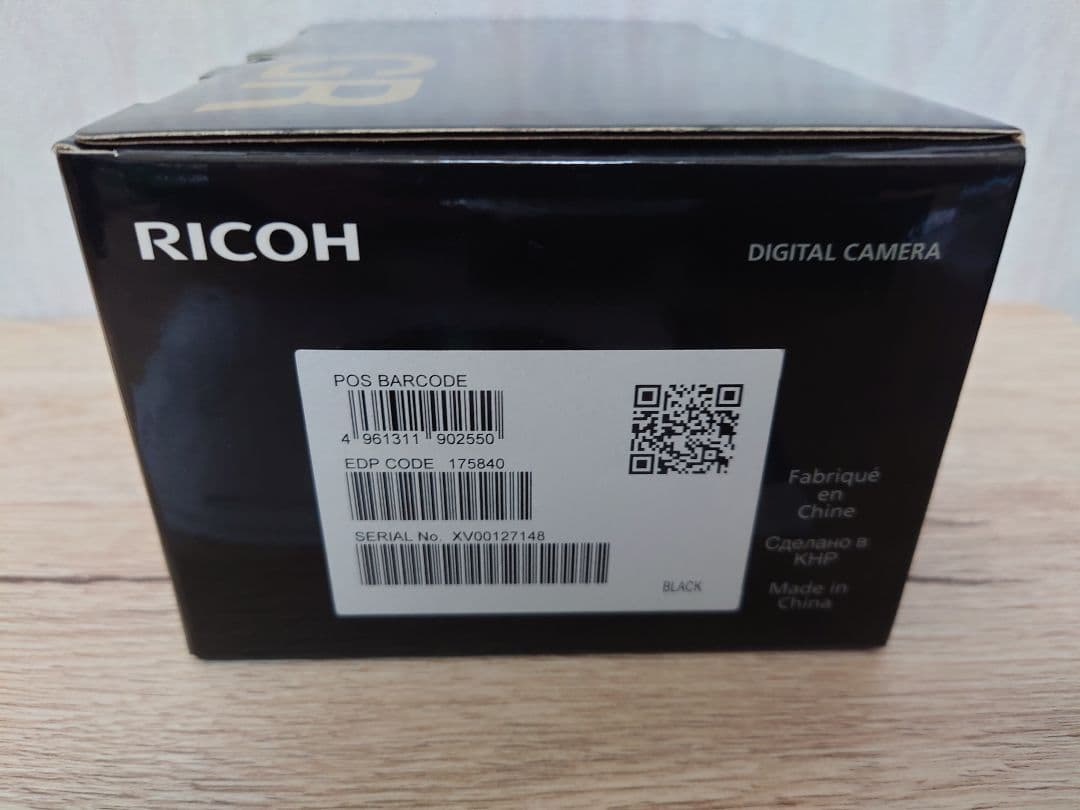 GR
RICOH
DIGITAL CAMERA
POS BARCODE
4 961311 902550
EDP CODE 175840
SERIAL No. XV00127148
BLACK
Fabriqué
en
Chine
Сделано в
КНР
Made in
China